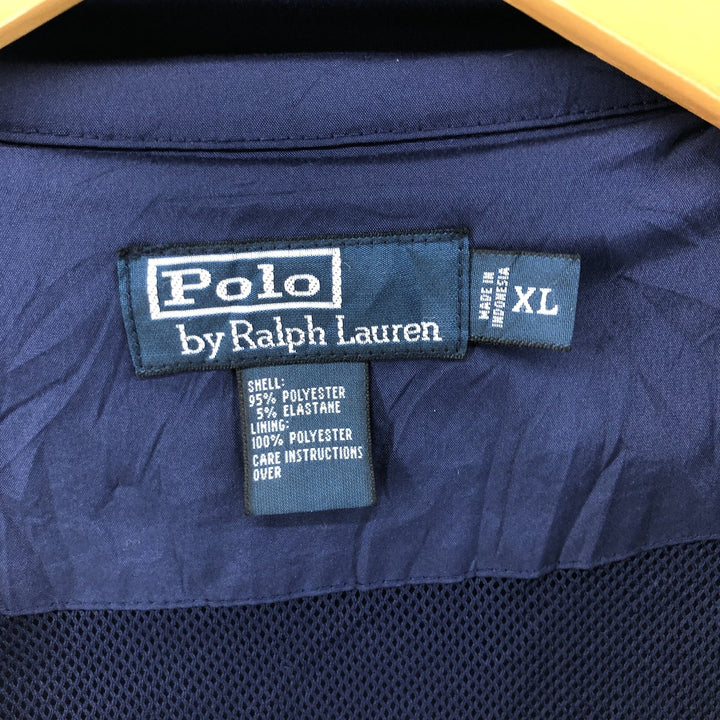 Polo
by Ralph Lauren
MADE IN
INDONESIA
XL
SHELL:
95% POLYESTER
5% ELASTANE
LINING:
100% POLYESTER
CARE INSTRUCTIONS
OVER